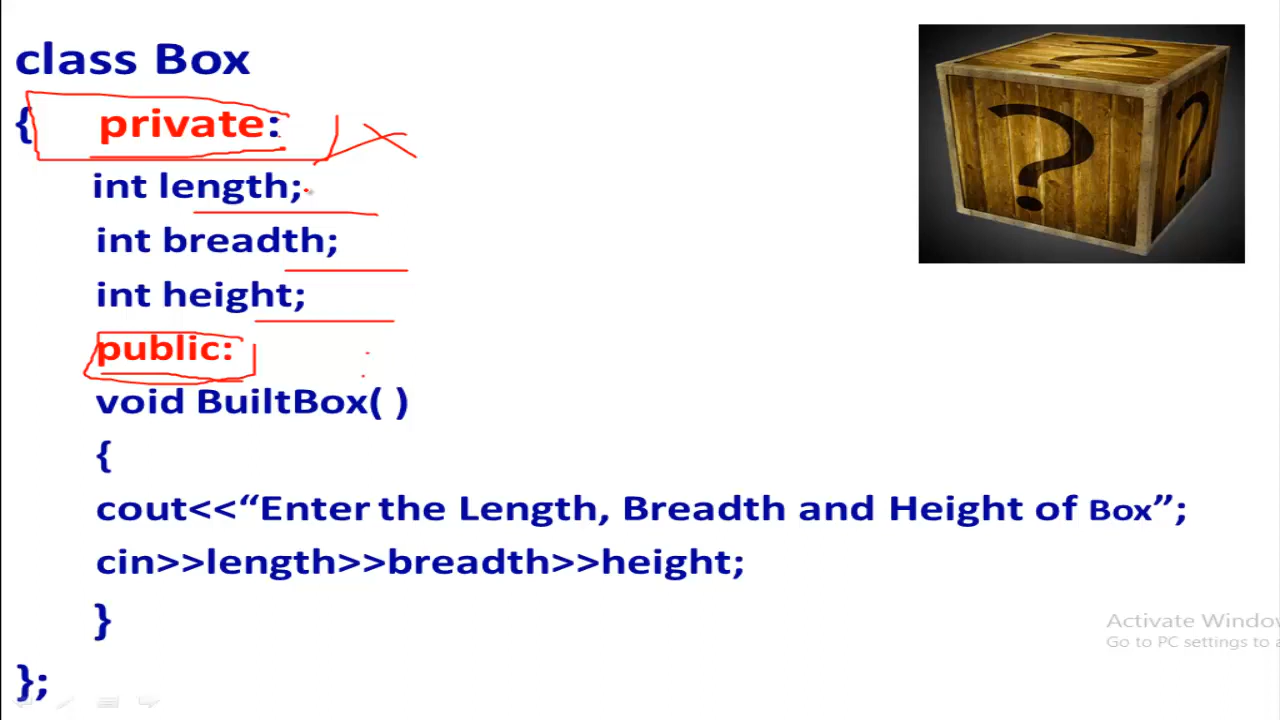 class Box
{ private:
int length;
int breadth;
int height;
public:
void BuiltBox( )
{
cout<<“Enter the Length, Breadth and Height of Box”;
cin>>length>>breadth>>height;
}
};
? ? ?
Activate Windo
Go to PC settings to a